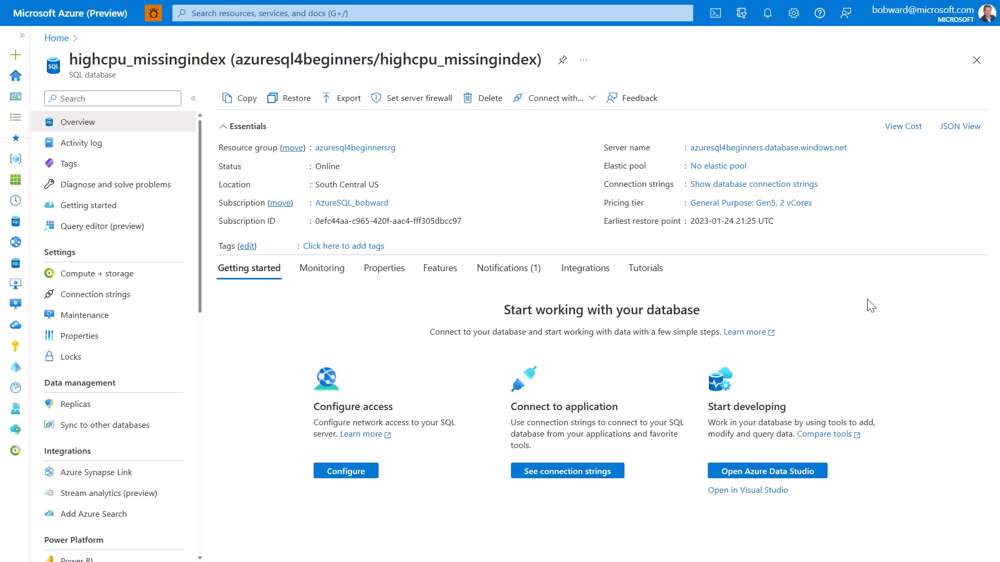 Microsoft Azure (Preview)
Search resources, services, and docs (G+/)
bobward@microsoft.com
MICROSOFT
Home
highcpu_missingindex (azuresql4beginners/highcpu_missingindex)
SQL database
Search
Copy
Restore
Export
Set server firewall
Delete
Connect with...
Feedback
Overview
Activity log
Tags
Diagnose and solve problems
Getting started
Query editor (preview)
Settings
Compute + storage
Connection strings
Maintenance
Properties
Locks
Data management
Replicas
Sync to other databases
Integrations
Azure Synapse Link
Stream analytics (preview)
Add Azure Search
Power Platform
Power BI
Essentials
View Cost
JSON View
Resource group (move) : azuresql4beginnersrg
Status : Online
Location : South Central US
Subscription (move) : AzureSQL_bobward
Subscription ID : 0efc44aa-c965-420f-aac4-fff305dbcc97
Server name : azuresql4beginners.database.windows.net
Elastic pool : No elastic pool
Connection strings : Show database connection strings
Pricing tier : General Purpose: Gen5, 2 vCores
Earliest restore point : 2023-01-24 21:25 UTC
Tags (edit) : Click here to add tags
Getting started
Monitoring
Properties
Features
Notifications (1)
Integrations
Tutorials
Start working with your database
Connect to your database and start working with data with a few simple steps. Learn more
Configure access
Configure network access to your SQL
server. Learn more
Configure
Connect to application
Use connection strings to connect to your SQL
database from your applications and favorite
tools.
See connection strings
Start developing
Work in your database by using tools to add,
modify and query data. Compare tools
Open Azure Data Studio
Open in Visual Studio